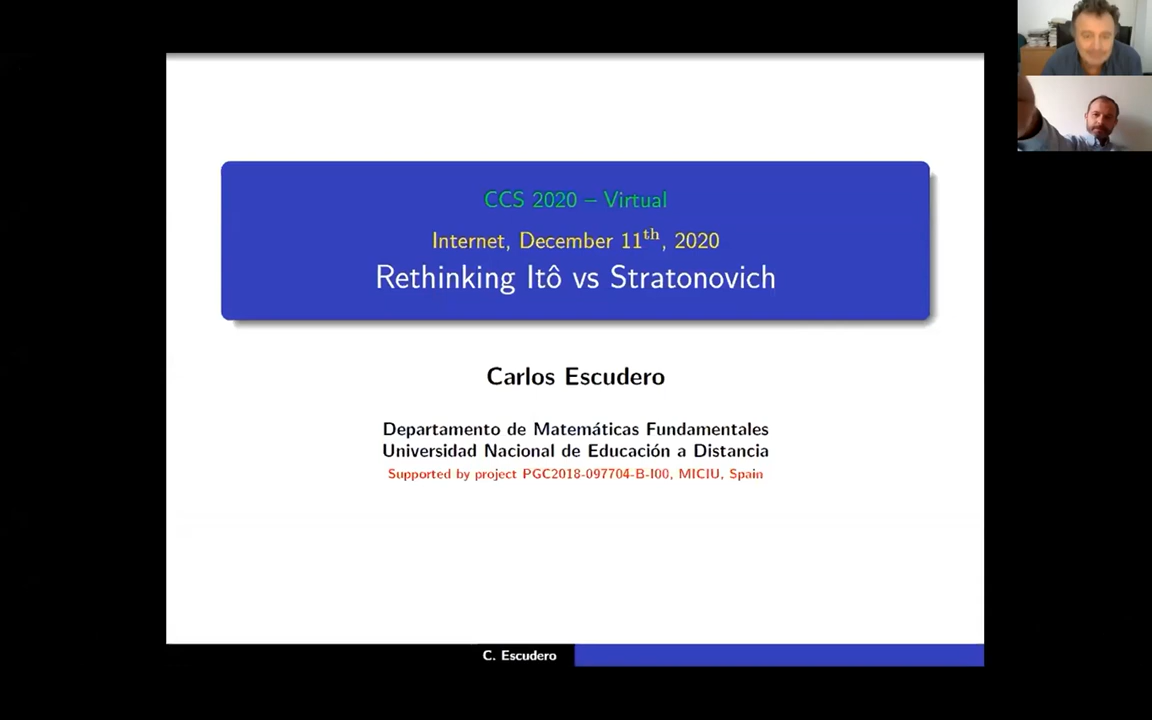 CCS 2020 – Virtual
Internet, December 11th, 2020
Rethinking Itô vs Stratonovich
Carlos Escudero
Departamento de Matemáticas Fundamentales
Universidad Nacional de Educación a Distancia
Supported by project PGC2018-097704-B-I00, MICIU, Spain
C. Escudero